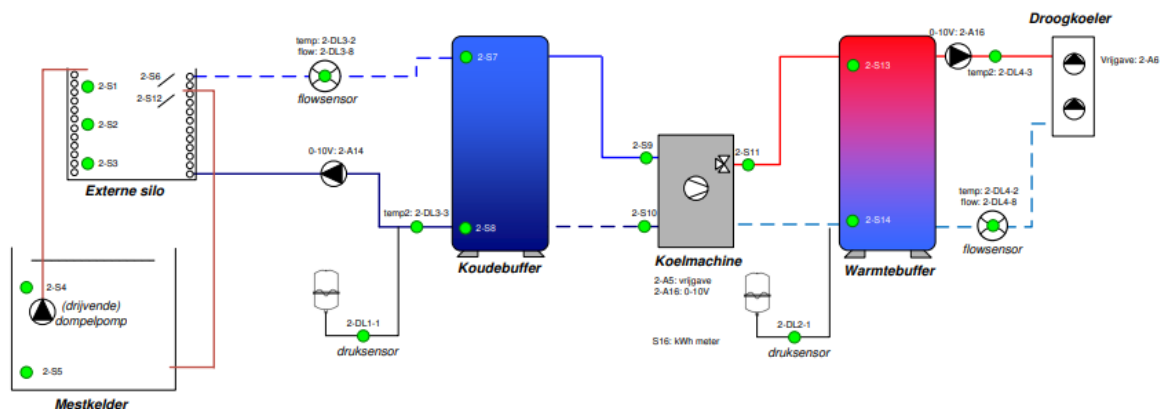 Droogkoeler
0-10V: 2-A16
Vrijgave: 2-A6
temp2: 2-DL4-3
temp: 2-DL3-2
flow: 2-DL3-8
flowsensor
2-S7
2-S13
2-S6
2-S12
2-S1
2-S2
2-S3
Externe silo
0-10V: 2-A14
2-S9
2-S11
2-S10
temp2: 2-DL3-3
2-S8
2-S14
temp: 2-DL4-2
flow: 2-DL4-8
flowsensor
Koudebuffer
Koelmachine
Warmtebuffer
2-A5: vrijgave
2-A16: 0-10V
2-S4
(drijvende)
dompelpomp
2-DL1-1
druksensor
S16: kWh meter
2-DL2-1
druksensor
2-S5
Mestkelder